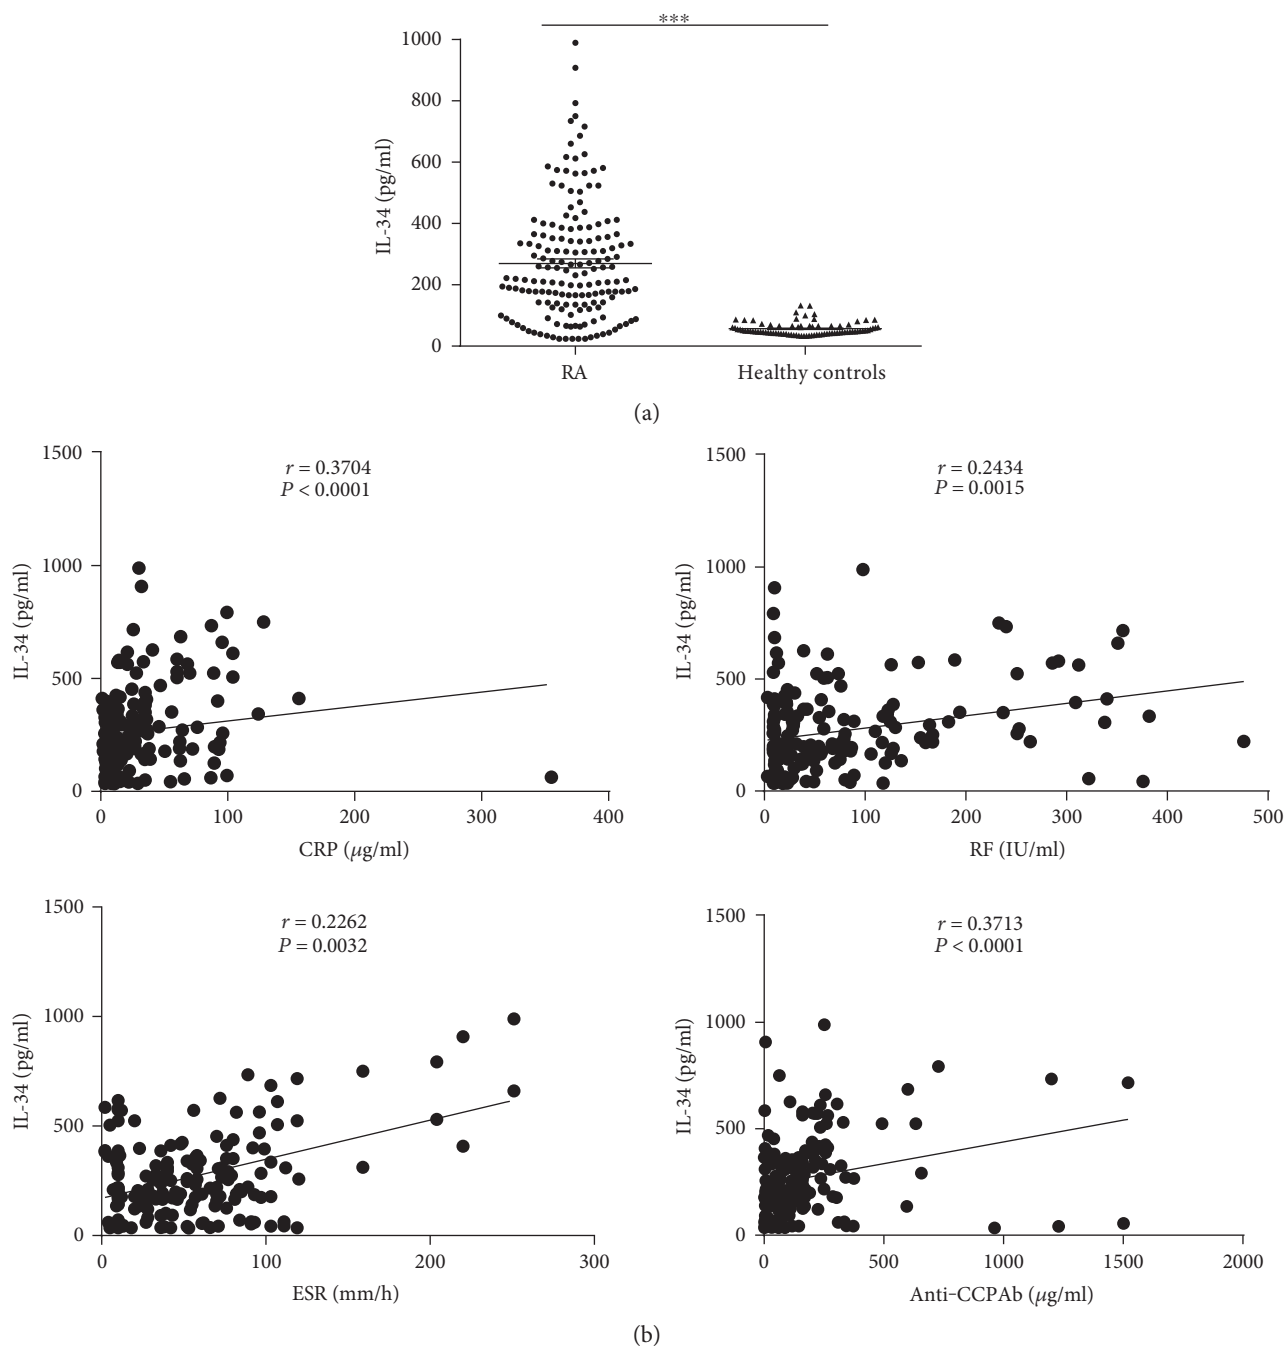 ***
1000
800
600
400
200
0
IL-34 (pg/ml)
RA
Healthy controls
(a)
1500
1000
500
0
IL-34 (pg/ml)
r = 0.3704
P < 0.0001
0
100
200
300
400
CRP (μg/ml)
1500
1000
500
0
IL-34 (pg/ml)
r = 0.2434
P = 0.0015
0
100
200
300
400
500
RF (IU/ml)
1500
1000
500
0
IL-34 (pg/ml)
r = 0.2262
P = 0.0032
0
100
200
300
ESR (mm/h)
1500
1000
500
0
IL-34 (pg/ml)
r = 0.3713
P < 0.0001
0
500
1000
1500
2000
Anti-CCPAb (μg/ml)
(b)